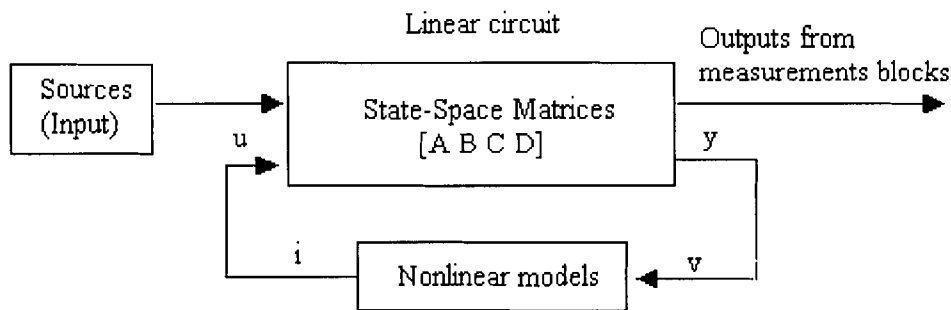 Linear circuit
Outputs from
measurements blocks
Sources
(Input)
State-Space Matrices
[A B C D]
u
y
i
Nonlinear models
v